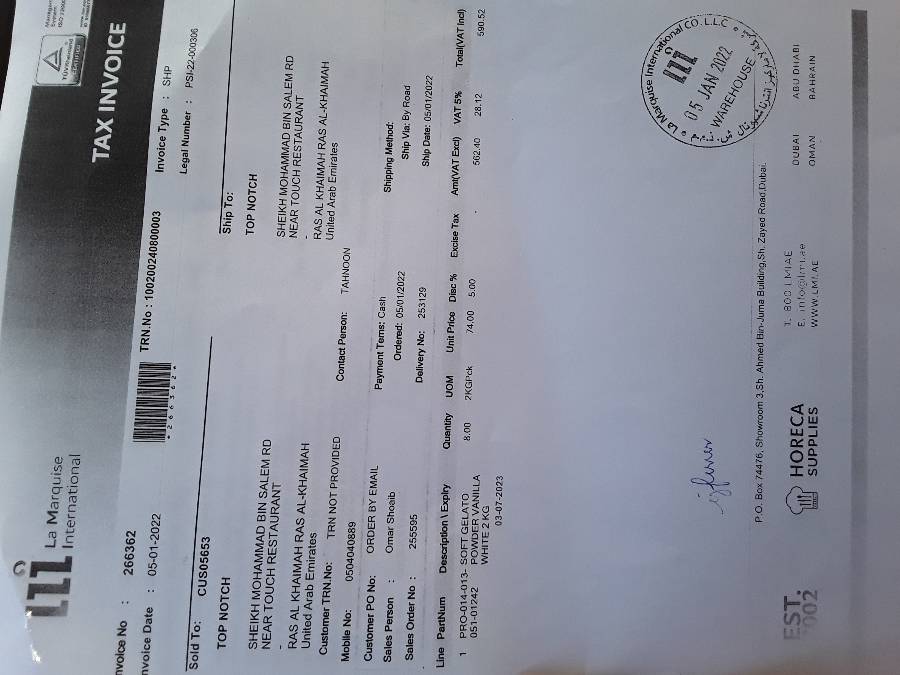 La Marquise
International
TAX INVOICE
nvoice No : 266362
*266362*
TRN.No : 100200240800003
Invoice Type : SHP
nvoice Date : 05-01-2022
Legal Number : PSI-22-000306
Sold To: CUS05653
TOP NOTCH
SHEIKH MOHAMMAD BIN SALEM RD
NEAR TOUCH RESTAURANT
-
RAS AL KHAIMAH RAS AL-KHAIMAH
United Arab Emirates
Ship To:
TOP NOTCH
SHEIKH MOHAMMAD BIN SALEM RD
NEAR TOUCH RESTAURANT
-
RAS AL KHAIMAH RAS AL-KHAIMAH
United Arab Emirates
Customer TRN.No: TRN NOT PROVIDED
Mobile No: 0504040889
Contact Person: TAHNOON
Customer PO No: ORDER BY EMAIL
Payment Tems: Cash
Shipping Method:
Sales Person : Omar Shoaib
Ordered: 05/01/2022
Ship Via: By Road
Sales Order No : 255595
Delivery No: 253129
Ship Date: 05/01/2022
Line PartNum Description \ Expiry Quantity UOM Unit Price Disc % Excise Tax Amt(VAT Excl) VAT 5% Total(VAT Incl)
1 PRO-014-013- SOFT GELATO 8.00 2KGPck 74.00 5.00 - 562.40 28.12 590.52
051-01242 POWDER VANILLA
WHITE 2 KG
03-07-2023
La Marquise International CO. L.L.C
05 JAN 2022
WAREHOUSE
P.O. Box 74476, Showroom 3,Sh. Ahmed Bin-Juma Building,Sh. Zayed Road,Dubai.
EST.
2002
HORECA
SUPPLIES
T. 800 LMIAE
E. info@lmi.ae
WWW.LMI.AE
DUBAI
OMAN
ABU DHABI
BAHRAIN